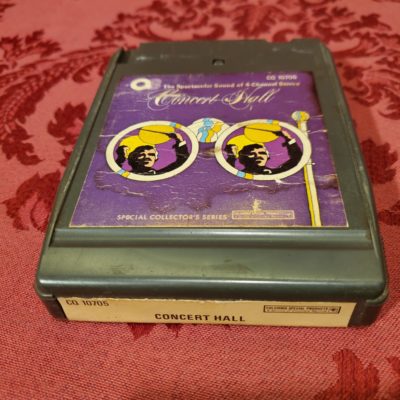 CQ 10705
The Spectacular Sound of 4 Channel Stereo
Concert Hall
SPECIAL COLLECTOR'S SERIES
CQ 10705
CONCERT HALL
COLUMBIA SPECIAL PRODUCTS